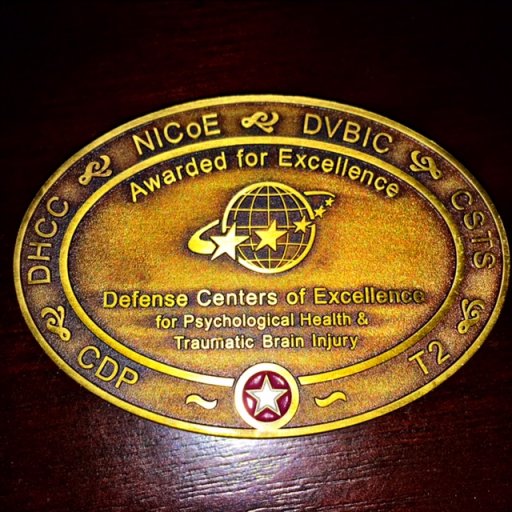 DHCC NICoE DVBIC CSTS
Awarded for Excellence
Defense Centers of Excellence
for Psychological Health &
Traumatic Brain Injury
CDP T2